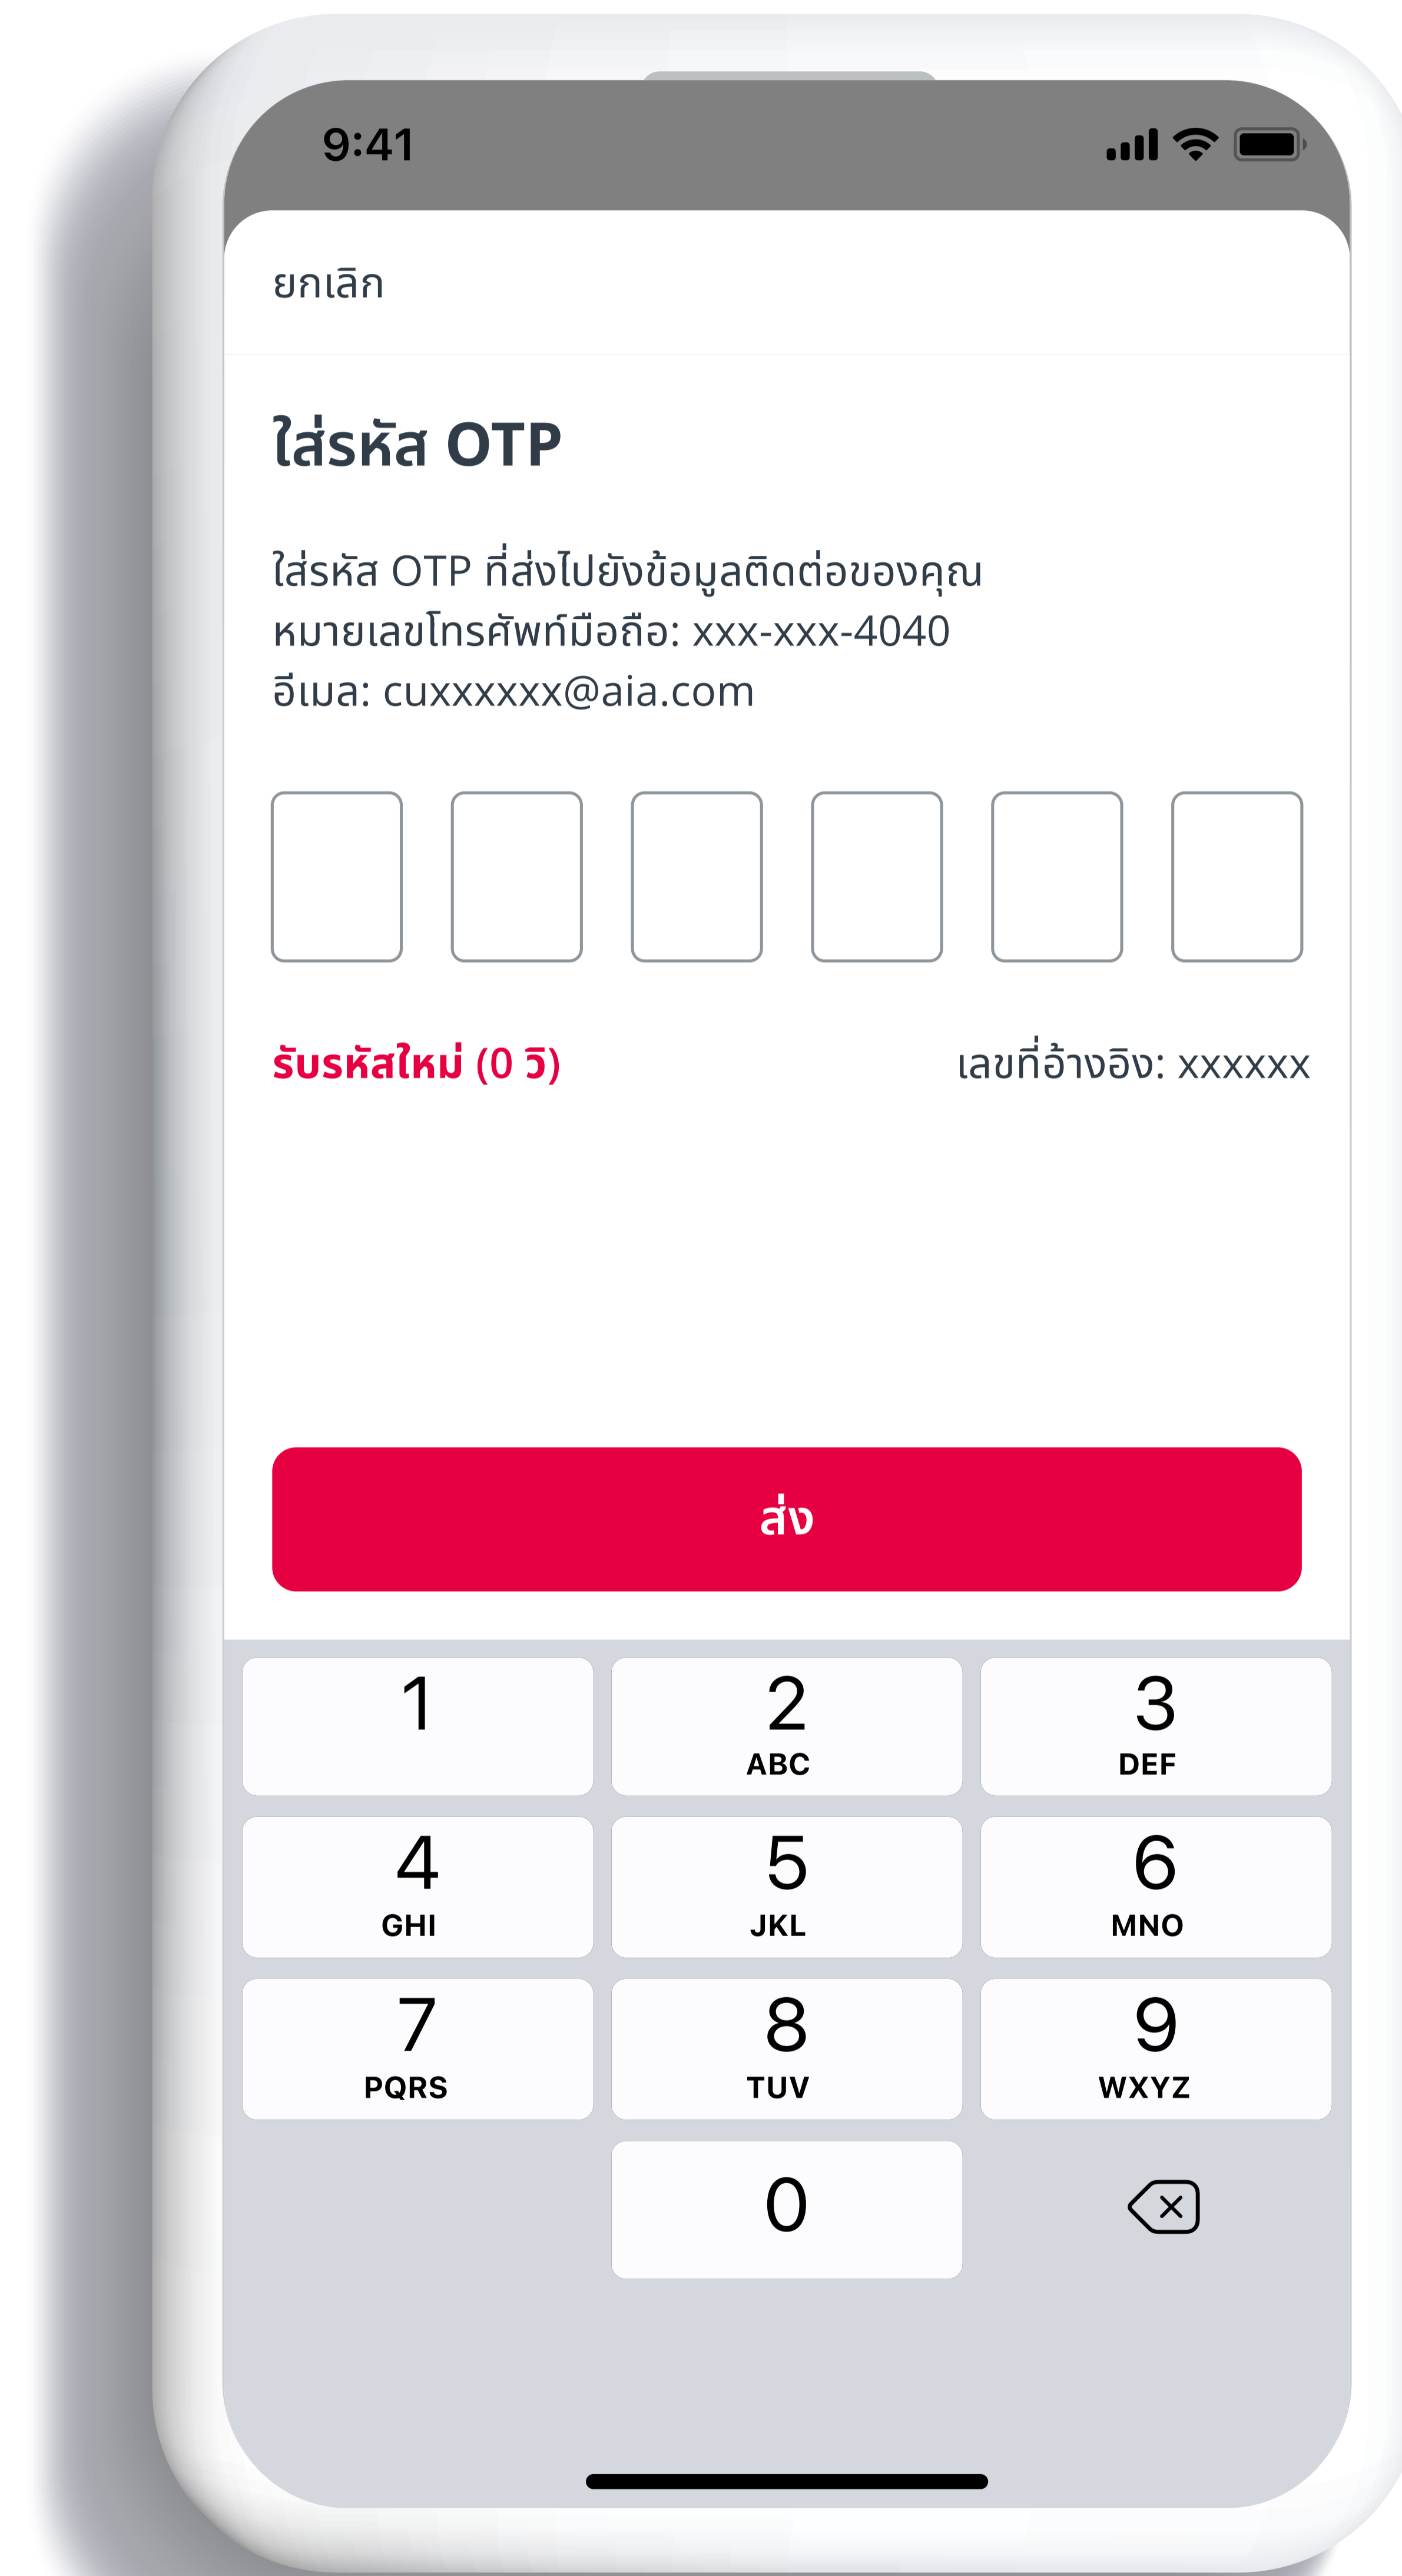 9:41
ยกเลิก
ใส่รหัส OTP
ใส่รหัส OTP ที่ส่งไปยังข้อมูลติดต่อของคุณ
หมายเลขโทรศัพท์มือถือ: xxx-xxx-4040
อีเมล: cuxxxxxx@aia.com
รับรหัสใหม่ (0 วิ) เลขที่อ้างอิง: xxxxxx
ส่ง
1 2 3
ABC DEF
4 5 6
GHI JKL MNO
7 8 9
PQRS TUV WXYZ
0